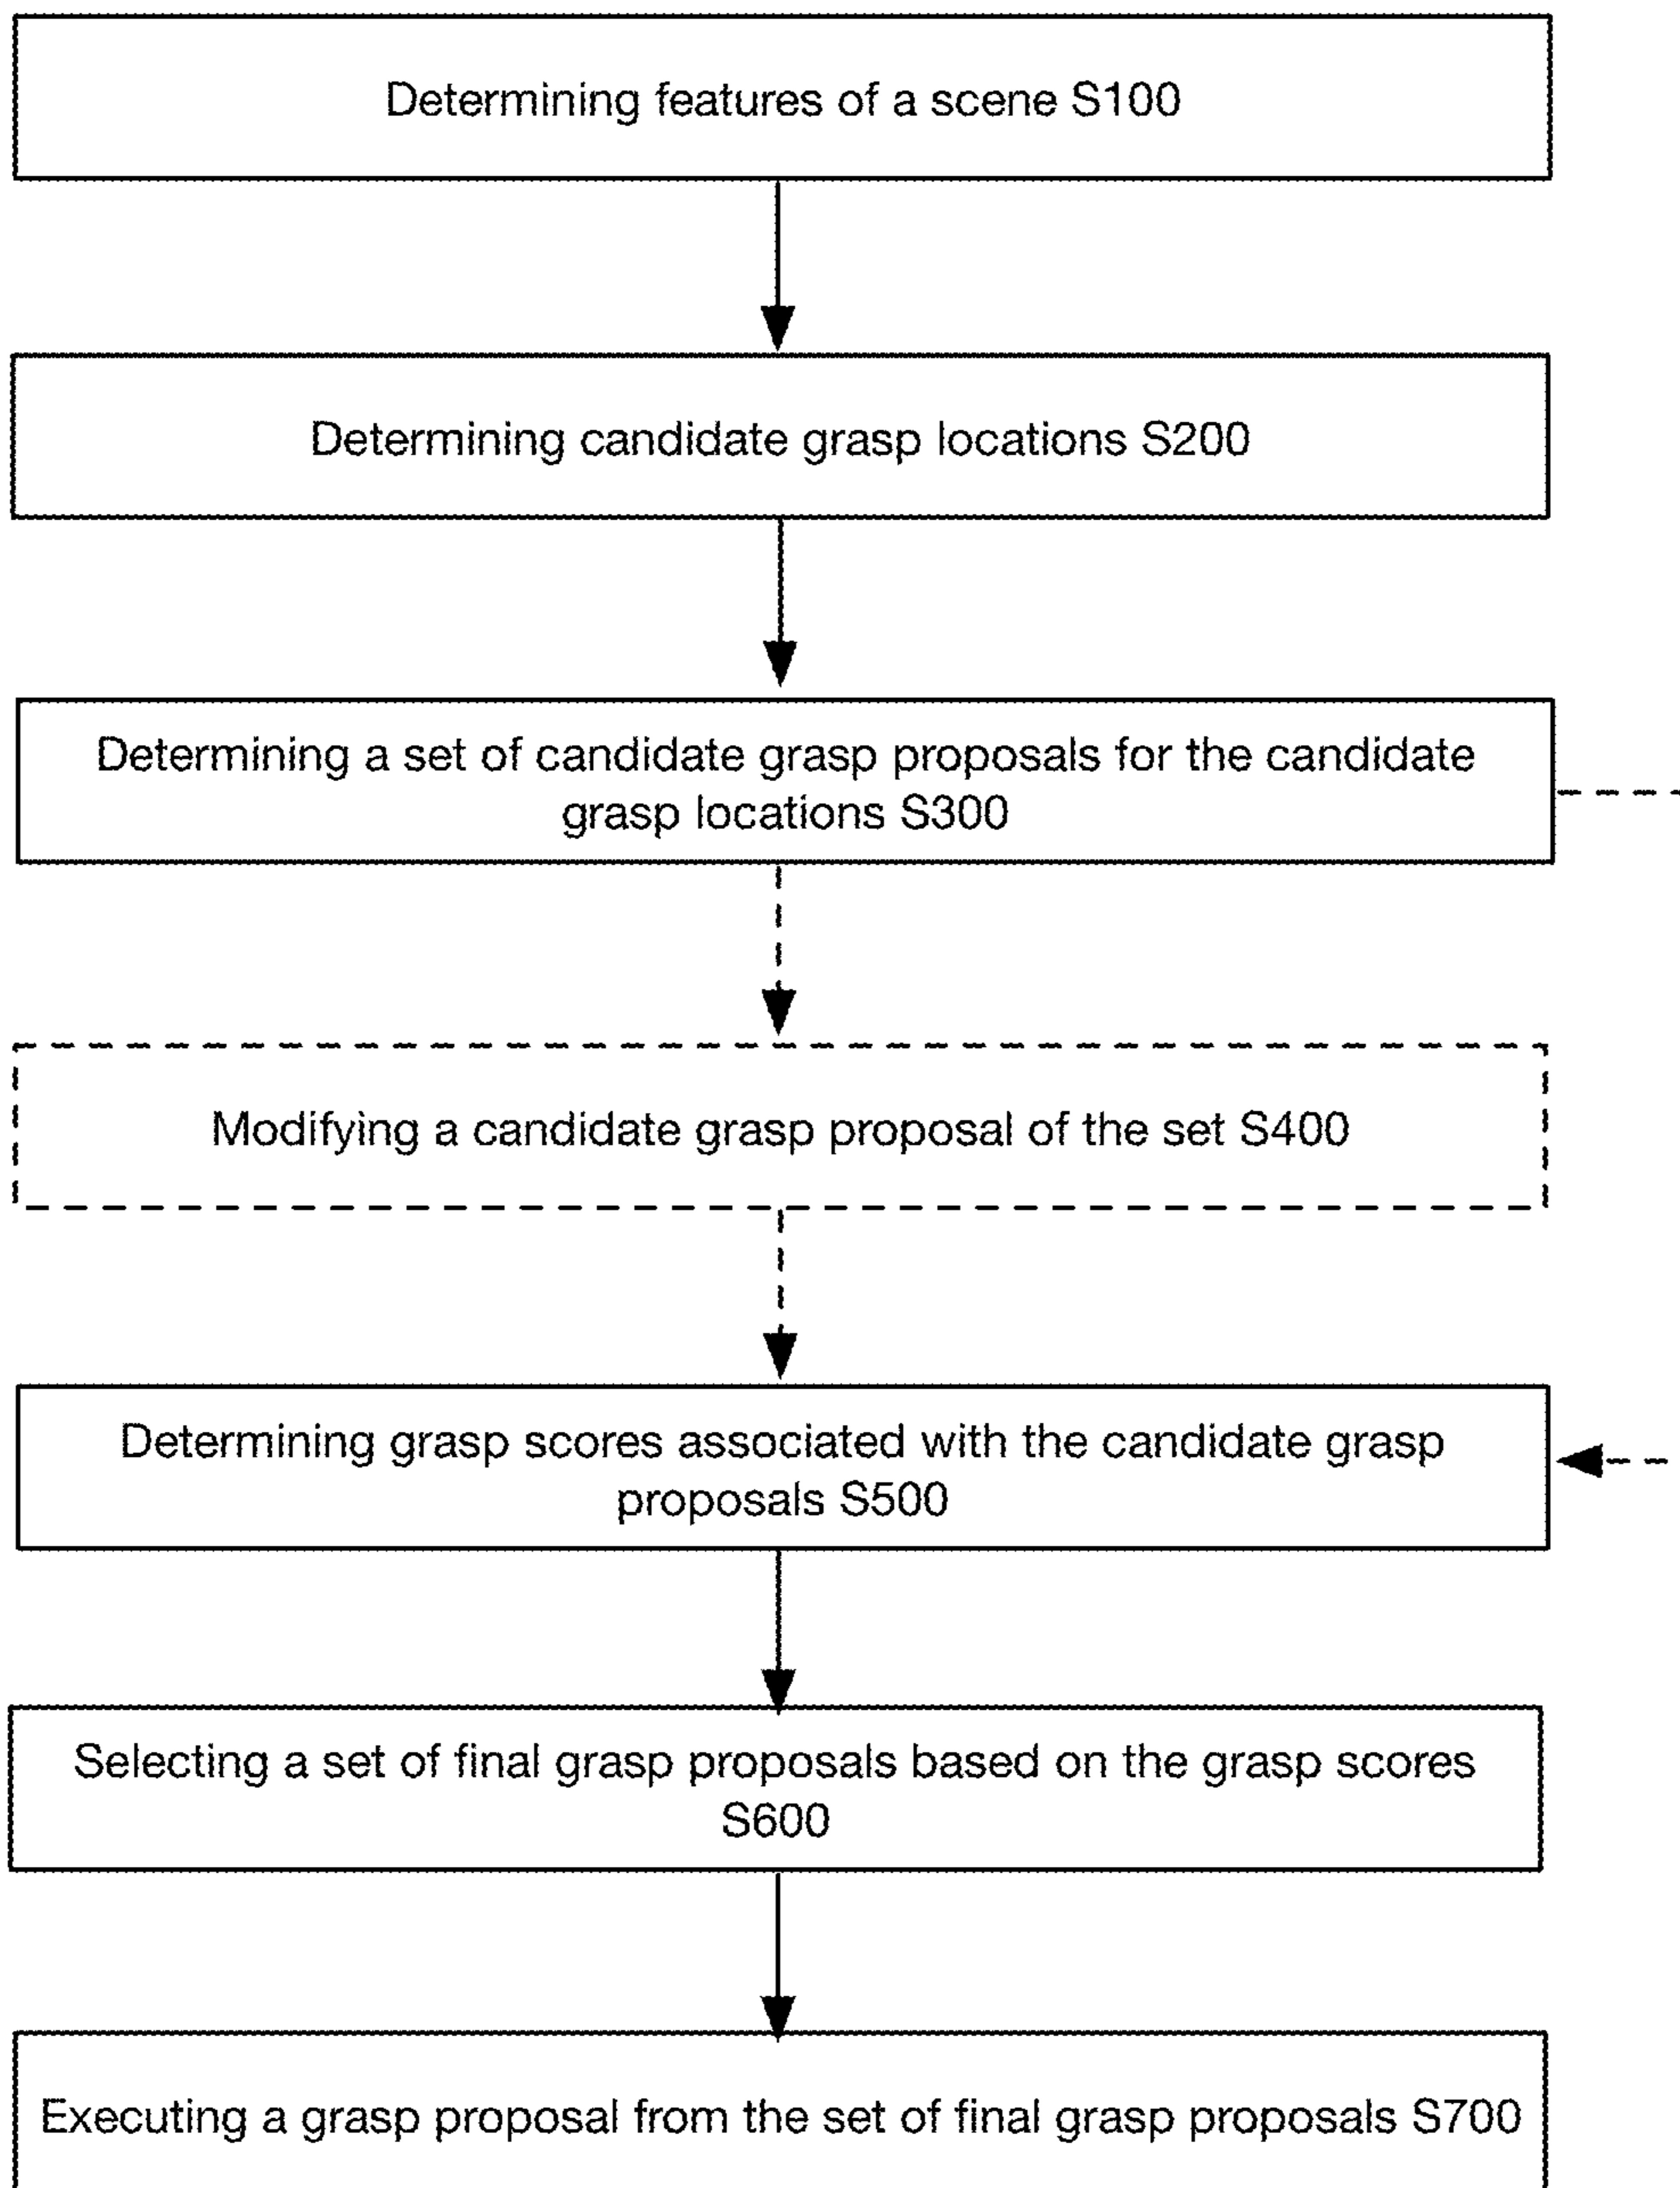 Determining features of a scene S100
Determining candidate grasp locations S200
Determining a set of candidate grasp proposals for the candidate
grasp locations S300
Modifying a candidate grasp proposal of the set S400
Determining grasp scores associated with the candidate grasp
proposals S500
Selecting a set of final grasp proposals based on the grasp scores
S600
Executing a grasp proposal from the set of final grasp proposals S700